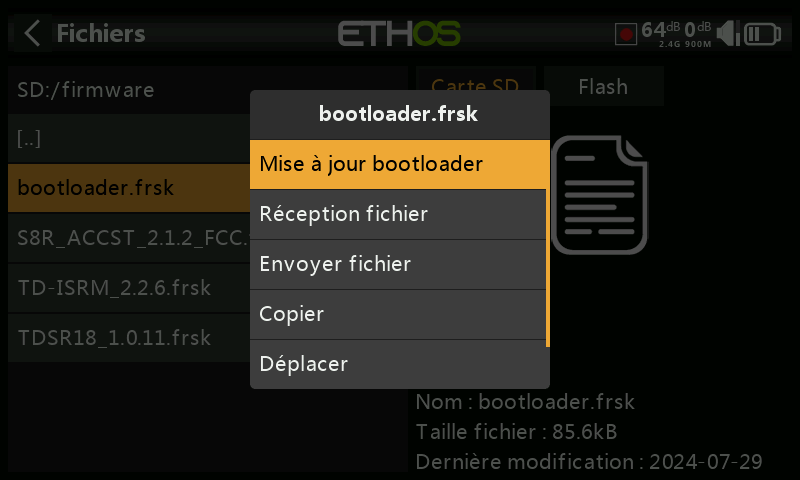 Fichiers
ETHOS
64dB 0dB
2.4G 900M
SD:/firmware
Carte SD
Flash
[..]
bootloader.frsk
S8R_ACCST_2.1.2_FCC.
TD-ISRM_2.2.6.frsk
TDSR18_1.0.11.frsk
bootloader.frsk
Mise à jour bootloader
Réception fichier
Envoyer fichier
Copier
Déplacer
Nom : bootloader.frsk
Taille fichier : 85.6kB
Dernière modification : 2024-07-29